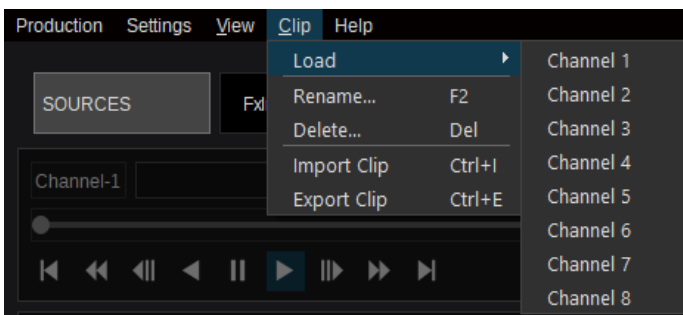 Production Settings View Clip Help
Load Channel 1
Rename... F2 Channel 2
SOURCES
Delete... Del Channel 3
Import Clip Ctrl+I Channel 4
Channel-1
Export Clip Ctrl+E Channel 5
Channel 6
Channel 7
Channel 8